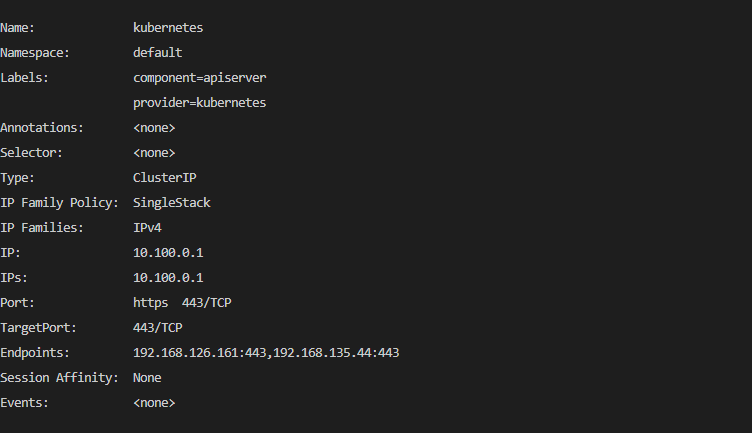 Name:              kubernetes
Namespace:         default
Labels:            component=apiserver
                   provider=kubernetes
Annotations:       <none>
Selector:          <none>
Type:              ClusterIP
IP Family Policy:  SingleStack
IP Families:       IPv4
IP:                10.100.0.1
IPs:               10.100.0.1
Port:              https  443/TCP
TargetPort:        443/TCP
Endpoints:         192.168.126.161:443,192.168.135.44:443
Session Affinity:  None
Events:            <none>